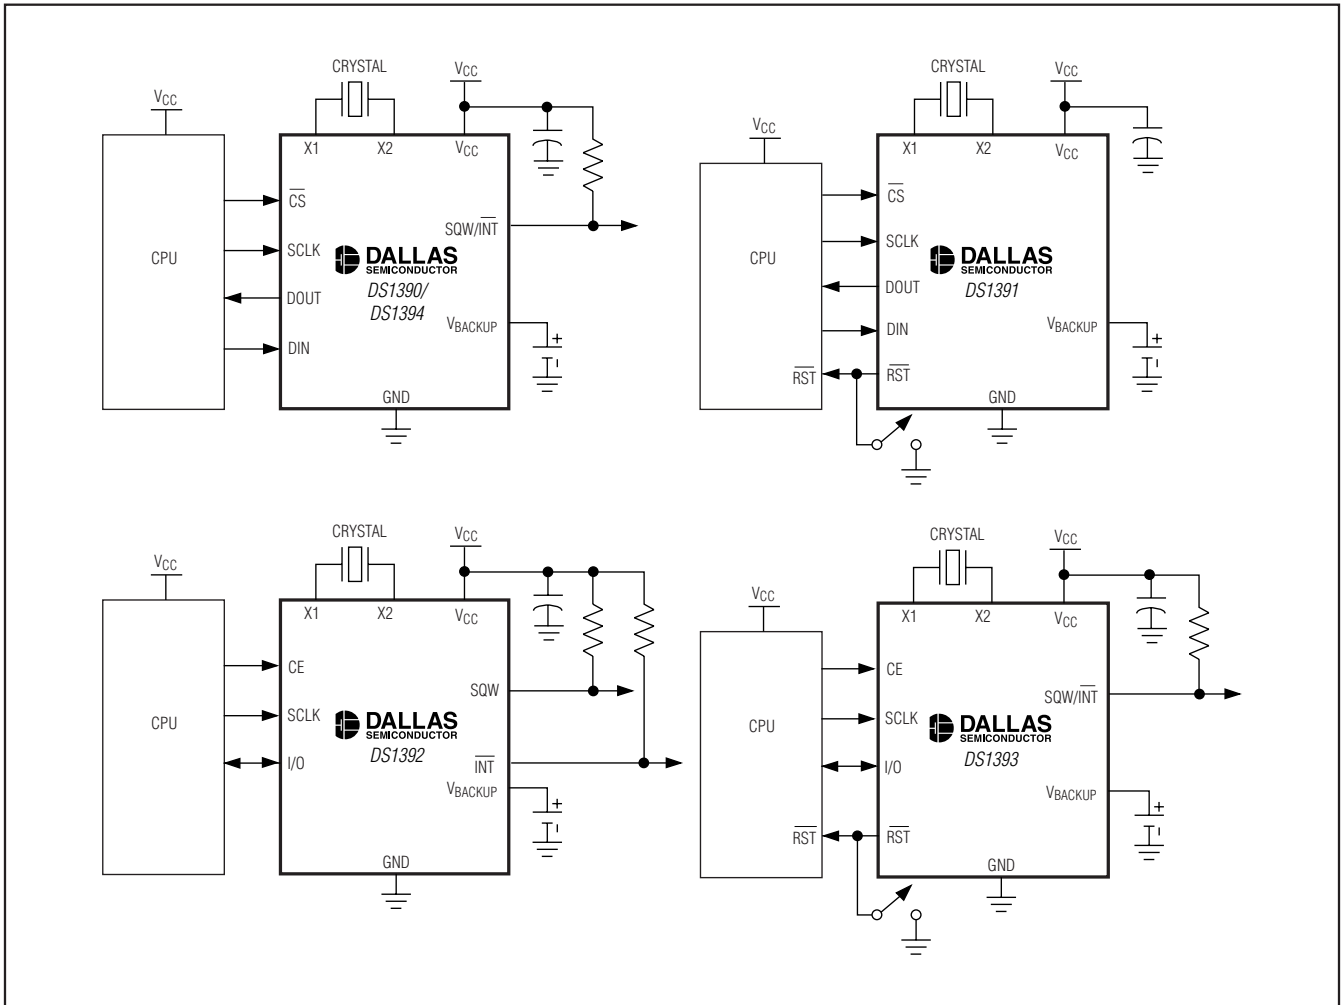 CRYSTAL
VCC
VCC
X1
X2
VCC
CS
SQW/INT
SCLK
CPU
DALLAS
SEMICONDUCTOR
DS1390/
DS1394
DOUT
VBACKUP
+
DIN
GND
CRYSTAL
VCC
VCC
X1
X2
VCC
CS
SCLK
CPU
DALLAS
SEMICONDUCTOR
DS1391
DOUT
VBACKUP
DIN
+
RST
RST
GND
CRYSTAL
VCC
VCC
X1
X2
VCC
CE
SQW
SCLK
CPU
DALLAS
SEMICONDUCTOR
DS1392
I/O
INT
VBACKUP
+
GND
CRYSTAL
VCC
VCC
X1
X2
VCC
CE
SQW/INT
SCLK
CPU
DALLAS
SEMICONDUCTOR
DS1393
I/O
VBACKUP
+
RST
RST
GND